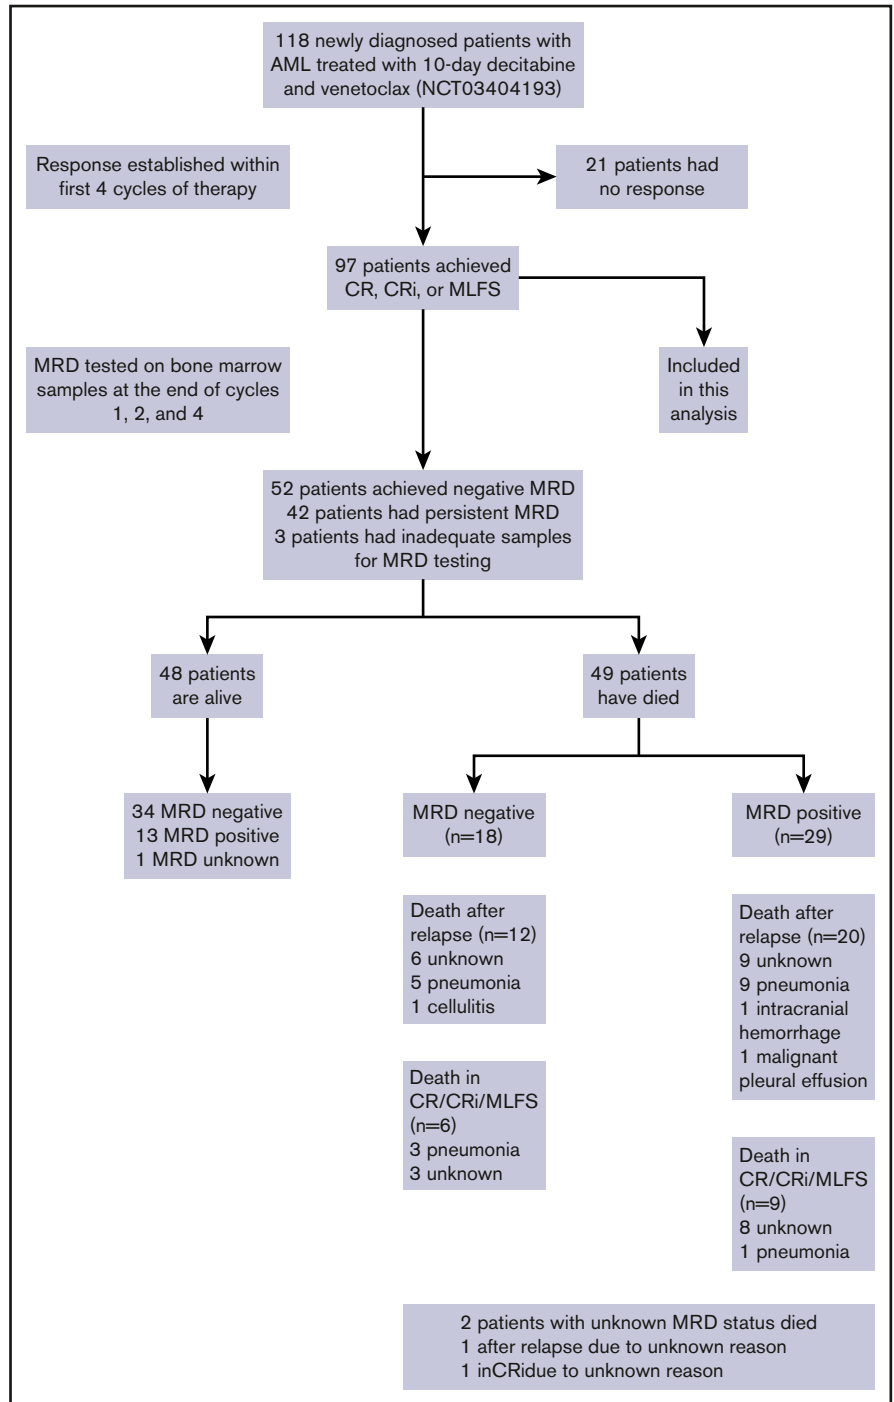 118 newly diagnosed patients with
AML treated with 10-day decitabine
and venetoclax (NCT03404193)
Response established within
first 4 cycles of therapy
21 patients had
no response
97 patients achieved
CR, CRi, or MLFS
MRD tested on bone marrow
samples at the end of cycles
1, 2, and 4
Included
in this
analysis
52 patients achieved negative MRD
42 patients had persistent MRD
3 patients had inadequate samples
for MRD testing
48 patients
are alive
49 patients
have died
34 MRD negative
13 MRD positive
1 MRD unknown
MRD negative
(n=18)
MRD positive
(n=29)
Death after
relapse (n=12)
6 unknown
5 pneumonia
1 cellulitis
Death after
relapse (n=20)
9 unknown
9 pneumonia
1 intracranial
hemorrhage
1 malignant
pleural effusion
Death in
CR/CRi/MLFS
(n=6)
3 pneumonia
3 unknown
Death in
CR/CRi/MLFS
(n=9)
8 unknown
1 pneumonia
2 patients with unknown MRD status died
1 after relapse due to unknown reason
1 inCRidue to unknown reason